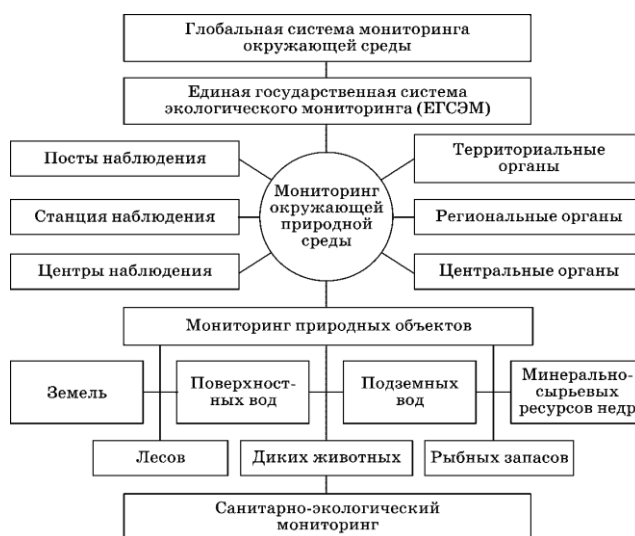 Глобальная система мониторинга
окружающей среды
Единая государственная система
экологического мониторинга (ЕГСЭМ)
Посты наблюдения
Территориальные
органы
Мониторинг
окружающей
природной
среды
Станция наблюдения
Региональные органы
Центры наблюдения
Центральные органы
Мониторинг природных объектов
Земель
Поверхност-
ных вод
Подземных
вод
Минерально-
сырьевых
ресурсов недр
Лесов
Диких животных
Рыбных запасов
Санитарно-экологический
мониторинг